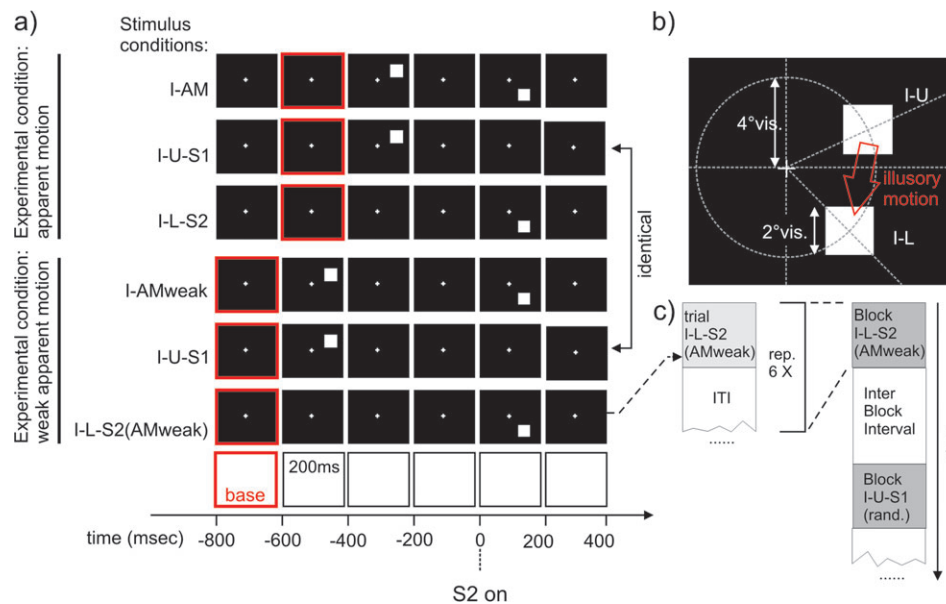 a)
Stimulus
conditions:
Experimental condition:
apparent motion
I-AM
I-U-S1
I-L-S2
Experimental condition:
weak apparent motion
I-AMweak
I-U-S1
I-L-S2(AMweak)
identical
base
200ms
time (msec)
-800
-600
-400
-200
0
200
400
S2 on
b)
I-U
4°vis.
illusory
motion
2°vis.
I-L
c)
trial
I-L-S2
(AMweak)
ITI
......
rep.
6 X
Block
I-L-S2
(AMweak)
Inter
Block
Interval
Block
I-U-S1
(rand.)
......